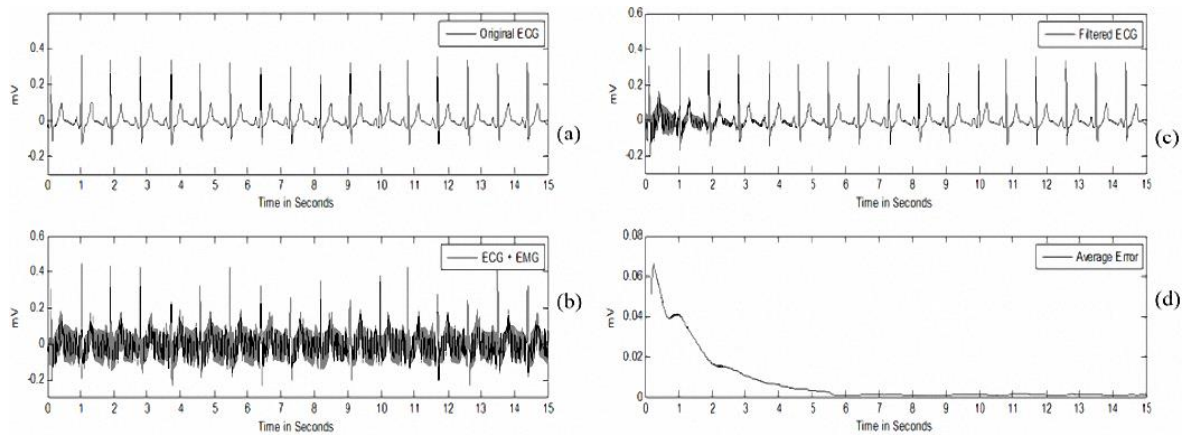 0.6
Original ECG
0.4
0.2
mV
0
-0.2
0 1 2 3 4 5 6 7 8 9 10 11 12 13 14 15
Time in Seconds
(a)
0.6
ECG + EMG
0.4
0.2
mV
0
-0.2
0 1 2 3 4 5 6 7 8 9 10 11 12 13 14 15
Time in Seconds
(b)
0.6
Filtered ECG
0.4
0.2
mV
0
-0.2
0 1 2 3 4 5 6 7 8 9 10 11 12 13 14 15
Time in Seconds
(c)
0.08
Average Error
0.06
mV
0.04
0.02
0
0 1 2 3 4 5 6 7 8 9 10 11 12 13 14 15
Time in Seconds
(d)